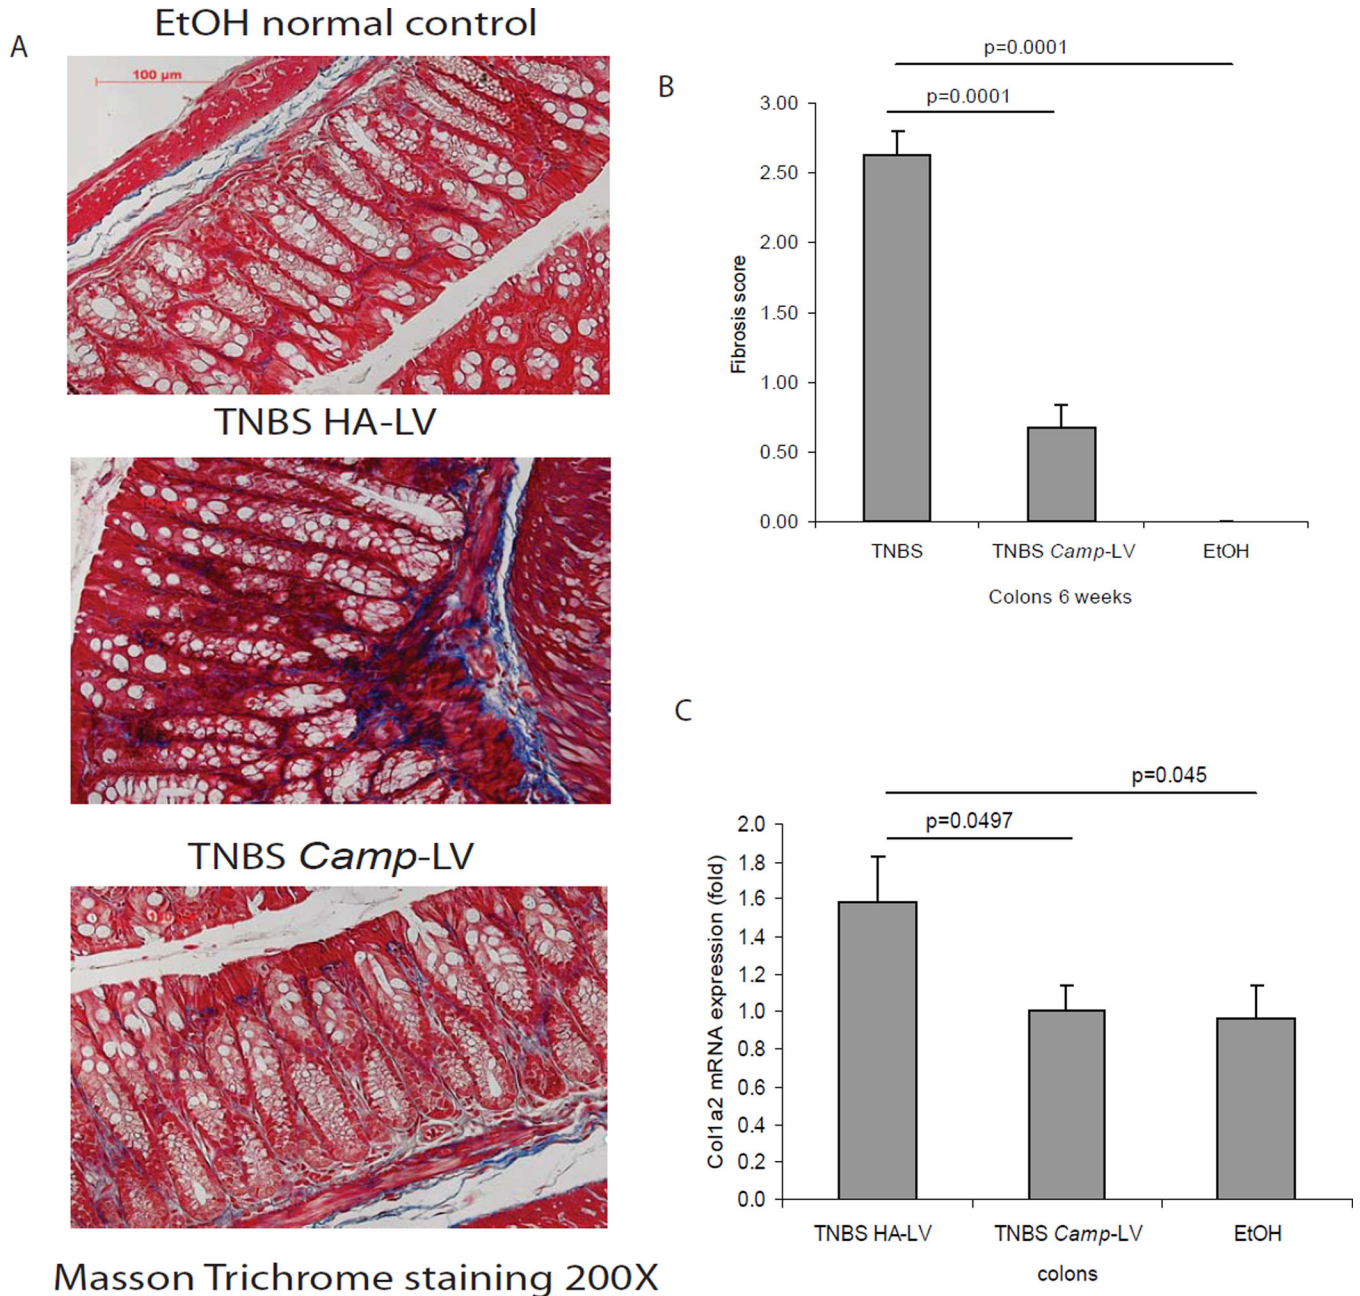 A
EtOH normal control
100 µm
TNBS HA-LV
TNBS Camp-LV
Masson Trichrome staining 200X
B
p=0.0001
p=0.0001
3.00
2.50
2.00
1.50
1.00
0.50
0.00
Fibrosis score
TNBS
TNBS Camp-LV
EtOH
Colons 6 weeks
C
p=0.045
p=0.0497
2.0
1.8
1.6
1.4
1.2
1.0
0.8
0.6
0.4
0.2
0.0
Col1a2 mRNA expression (fold)
TNBS HA-LV
TNBS Camp-LV
EtOH
colons